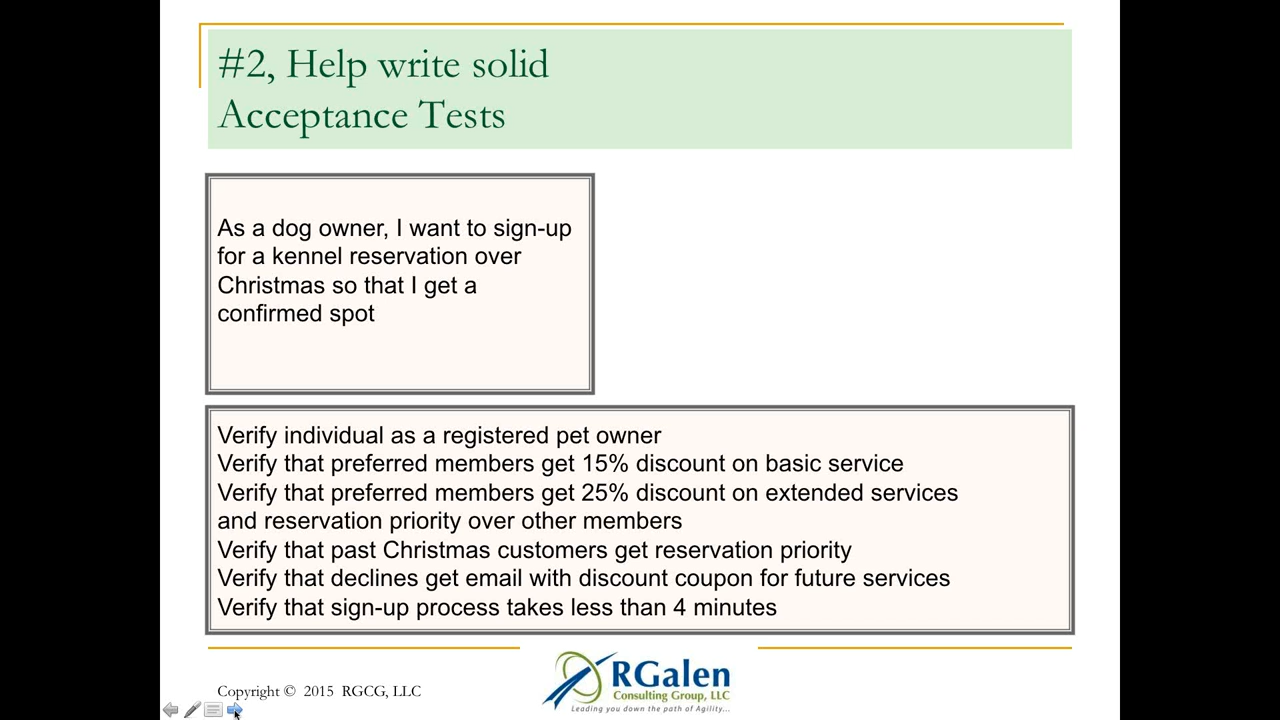 #2, Help write solid
Acceptance Tests
As a dog owner, I want to sign-up
for a kennel reservation over
Christmas so that I get a
confirmed spot
Verify individual as a registered pet owner
Verify that preferred members get 15% discount on basic service
Verify that preferred members get 25% discount on extended services
and reservation priority over other members
Verify that past Christmas customers get reservation priority
Verify that declines get email with discount coupon for future services
Verify that sign-up process takes less than 4 minutes
Copyright © 2015 RGCG, LLC
RGalen
Consulting Group, LLC
Leading you down the path of Agility...